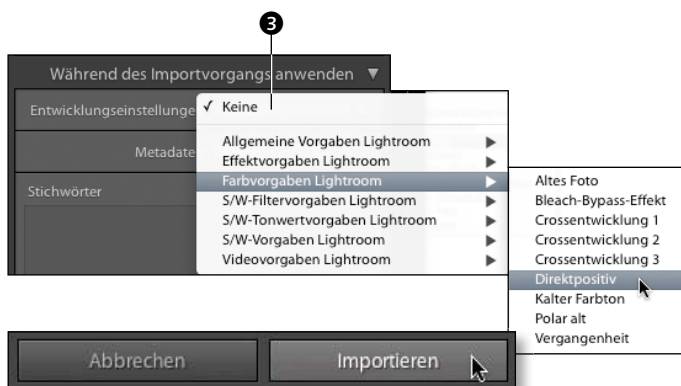 3
Während des Importvorgangs anwenden
Entwicklungseinstellunge
✓ Keine
Metadate
Stichwörter
Allgemeine Vorgaben Lightroom
Effektvorgaben Lightroom
Farbvorgaben Lightroom
S/W-Filtervorgaben Lightroom
S/W-Tonwertvorgaben Lightroom
S/W-Vorgaben Lightroom
Videovorgaben Lightroom
Altes Foto
Bleach-Bypass-Effekt
Crossentwicklung 1
Crossentwicklung 2
Crossentwicklung 3
Direktpositiv
Kalter Farbton
Polar alt
Vergangenheit
Abbrechen
Importieren